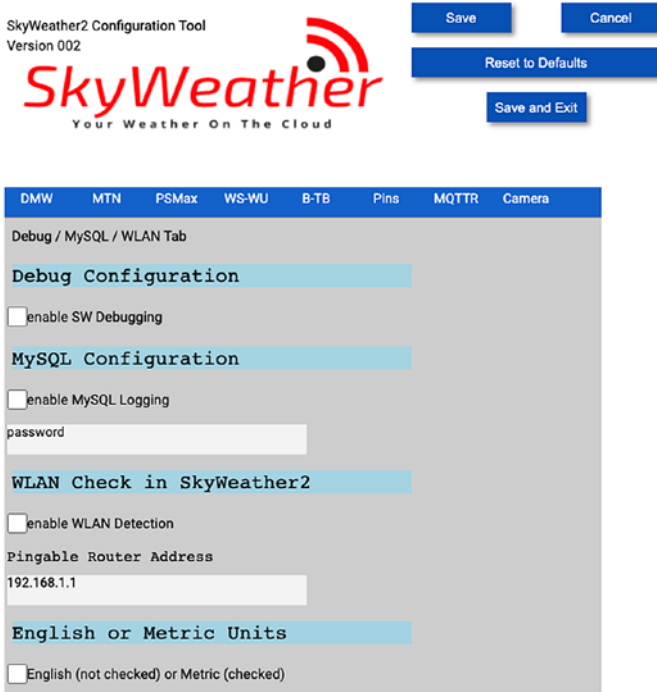 SkyWeather2 Configuration Tool
Version 002
Save
Cancel
Reset to Defaults
Save and Exit
SkyWeather
Your Weather On The Cloud
DMW MTN PSMax WS-WU B-TB Pins MQTTR Camera
Debug / MySQL / WLAN Tab
Debug Configuration
enable SW Debugging
MySQL Configuration
enable MySQL Logging
password
WLAN Check in SkyWeather2
enable WLAN Detection
Pingable Router Address
192.168.1.1
English or Metric Units
English (not checked) or Metric (checked)